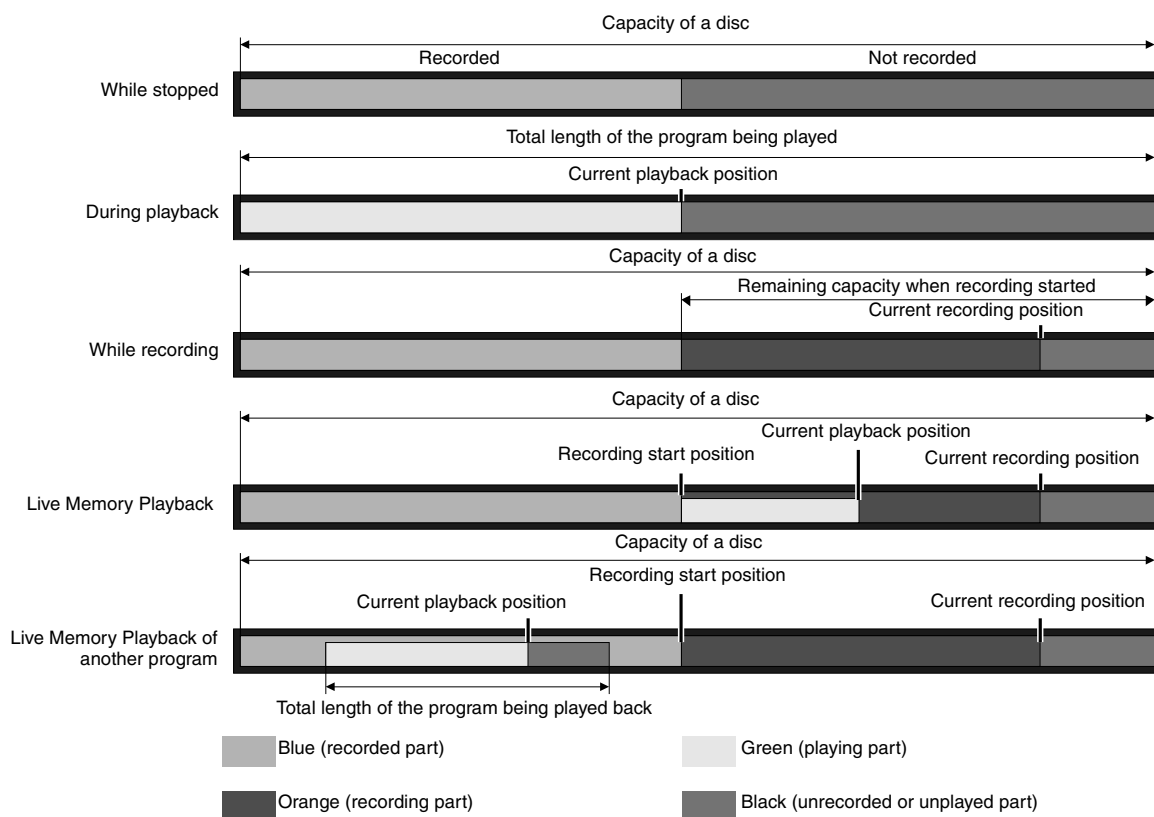 Capacity of a disc
Recorded
Not recorded
While stopped
Total length of the program being played
Current playback position
During playback
Capacity of a disc
Remaining capacity when recording started
Current recording position
While recording
Capacity of a disc
Current playback position
Recording start position
Current recording position
Live Memory Playback
Capacity of a disc
Recording start position
Current playback position
Current recording position
Live Memory Playback of
another program
Total length of the program being played back
Blue (recorded part)
Green (playing part)
Orange (recording part)
Black (unrecorded or unplayed part)